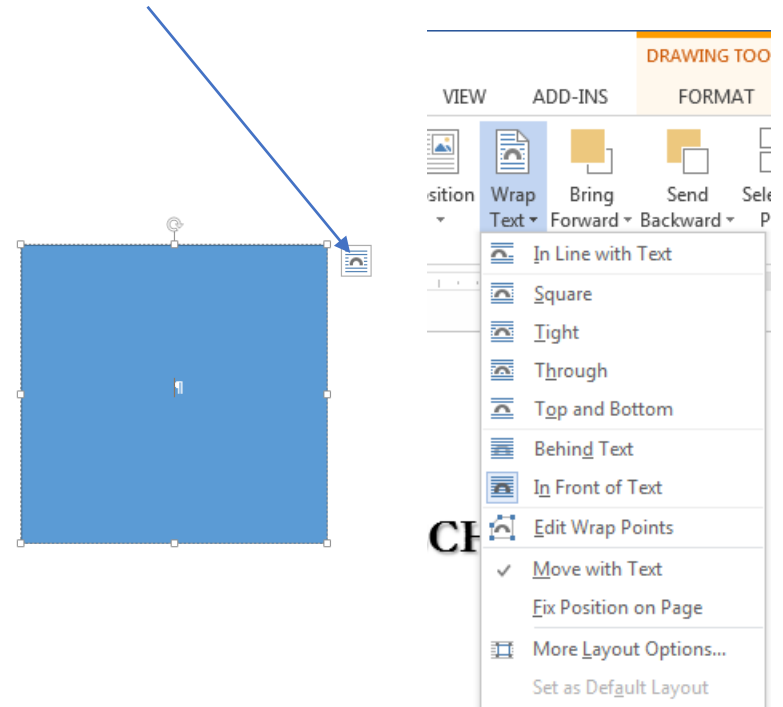 DRAWING TOO
VIEW ADD-INS FORMAT
sition Wrap Bring Send Sele
Text Forward Backward P
In Line with Text
Square
Tight
Through
Top and Bottom
Behind Text
In Front of Text
Edit Wrap Points
Move with Text
Fix Position on Page
More Layout Options...
Set as Default Layout
CH
¶